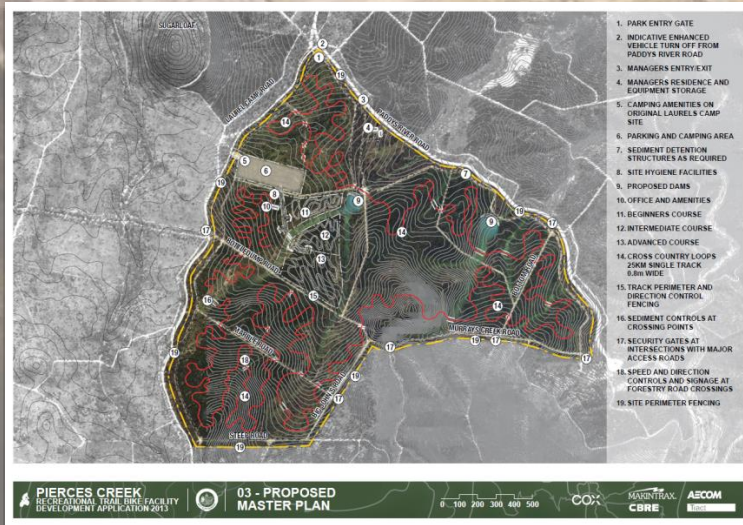 SUGARLOAF
LAUREL CAMP ROAD
PADDYS RIVER ROAD
MURRAYS CREEK ROAD
STEEL ROAD
1. PARK ENTRY GATE
2. INDICATIVE ENHANCED
VEHICLE TURN OFF FROM
PADDYS RIVER ROAD
3. MANAGERS ENTRY/EXIT
4. MANAGERS RESIDENCE AND
EQUIPMENT STORAGE
5. CAMPING AMENITIES ON
ORIGINAL LAURELS CAMP
SITE
6. PARKING AND CAMPING AREA
7. SEDIMENT DETENTION
STRUCTURES AS REQUIRED
8. SITE HYGIENE FACILITIES
9. PROPOSED DAMS
10. OFFICE AND AMENITIES
11. BEGINNERS COURSE
12. INTERMEDIATE COURSE
13. ADVANCED COURSE
14. CROSS COUNTRY LOOPS
25KM SINGLE TRACK
0.8m WIDE
15. TRACK PERIMETER AND
DIRECTION CONTROL
FENCING
16. SEDIMENT CONTROLS AT
CROSSING POINTS
17. SECURITY GATES AT
INTERSECTIONS WITH MAJOR
ACCESS ROADS
18. SPEED AND DIRECTION
CONTROLS AND SIGNAGE AT
FORESTRY ROAD CROSSINGS
19. SITE PERIMETER FENCING
PIERCES CREEK
RECREATIONAL TRAIL BIKE FACILITY
DEVELOPMENT APPLICATION 2013
03 - PROPOSED
MASTER PLAN
0 100 200 300 400 500
COX
MAKINTRAX.
CBRE
AECOM
Tract